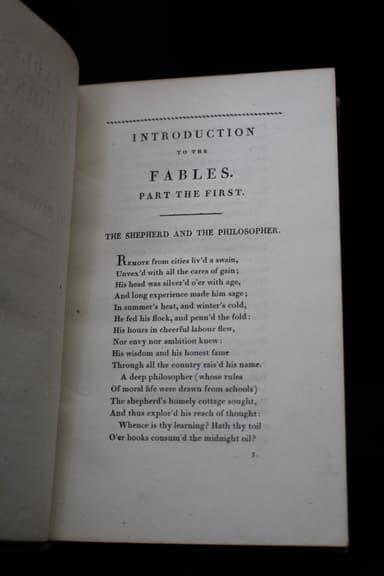 INTRODUCTION
TO THE
FABLES.
PART THE FIRST.
THE SHEPHERD AND THE PHILOSOPHER.
REMOTE from cities liv'd a swain,
Unvex'd with all the cares of gain;
His head was silver'd o'er with age,
And long experience made him sage;
In summer's heat, and winter's cold,
He fed his flock, and penn'd the fold:
His hours in cheerful labour flew,
Nor envy nor ambition knew:
His wisdom and his honest fame
Through all the country rais'd his name.
A deep philosopher (whose rules
Of moral life were drawn from schools)
The shepherd's homely cottage sought,
And thus explor'd his reach of thought:
Whence is thy learning? Hath thy toil
O'er books consum'd the midnight oil?
1.